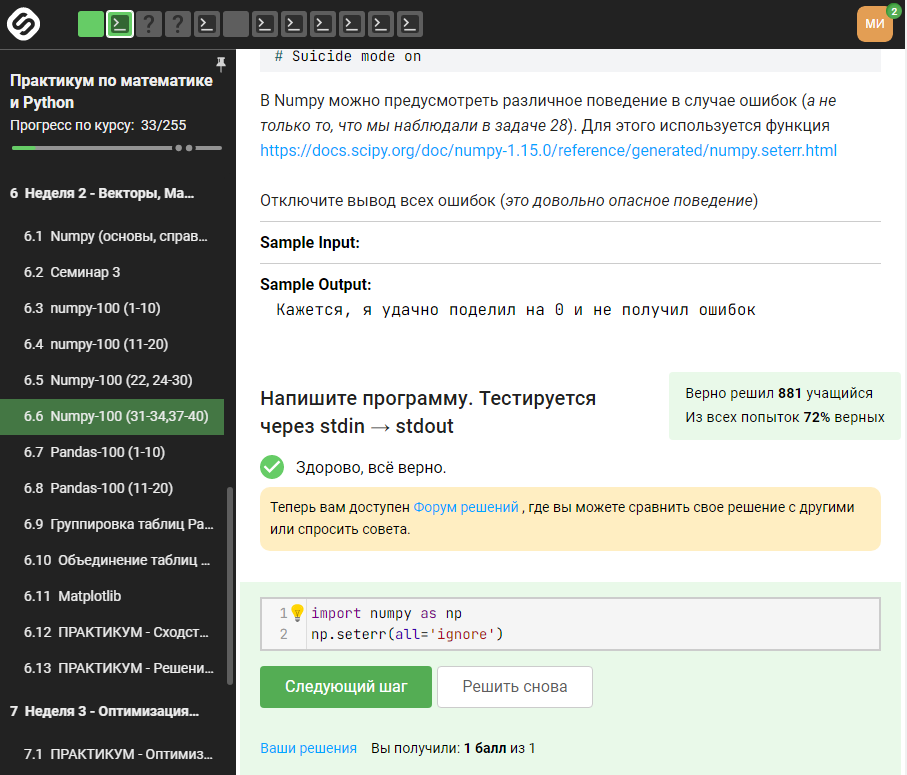 МИ
2
Практикум по математике
и Python
Прогресс по курсу: 33/255
6 Неделя 2 - Векторы, Ма...
6.1 Numpy (основы, справ...
6.2 Семинар 3
6.3 numpy-100 (1-10)
6.4 numpy-100 (11-20)
6.5 Numpy-100 (22, 24-30)
6.6 Numpy-100 (31-34,37-40)
6.7 Pandas-100 (1-10)
6.8 Pandas-100 (11-20)
6.9 Группировка таблиц Pa...
6.10 Объединение таблиц ...
6.11 Matplotlib
6.12 ПРАКТИКУМ - Сходст...
6.13 ПРАКТИКУМ - Решени...
7 Неделя 3 - Оптимизация...
7.1 ПРАКТИКУМ - Оптимиз...
# Suicide mode on
В Numpy можно предусмотреть различное поведение в случае ошибок (а не
только то, что мы наблюдали в задаче 28). Для этого используется функция
https://docs.scipy.org/doc/numpy-1.15.0/reference/generated/numpy.seterr.html
Отключите вывод всех ошибок (это довольно опасное поведение)
Sample Input:
Sample Output:
Кажется, я удачно поделил на 0 и не получил ошибок
Напишите программу. Тестируется
через stdin → stdout
Верно решил 881 учащийся
Из всех попыток 72% верных
Здорово, всё верно.
Теперь вам доступен Форум решений , где вы можете сравнить свое решение с другими
или спросить совета.
1 import numpy as np
2 np.seterr(all='ignore')
Следующий шаг
Решить снова
Ваши решения Вы получили: 1 балл из 1